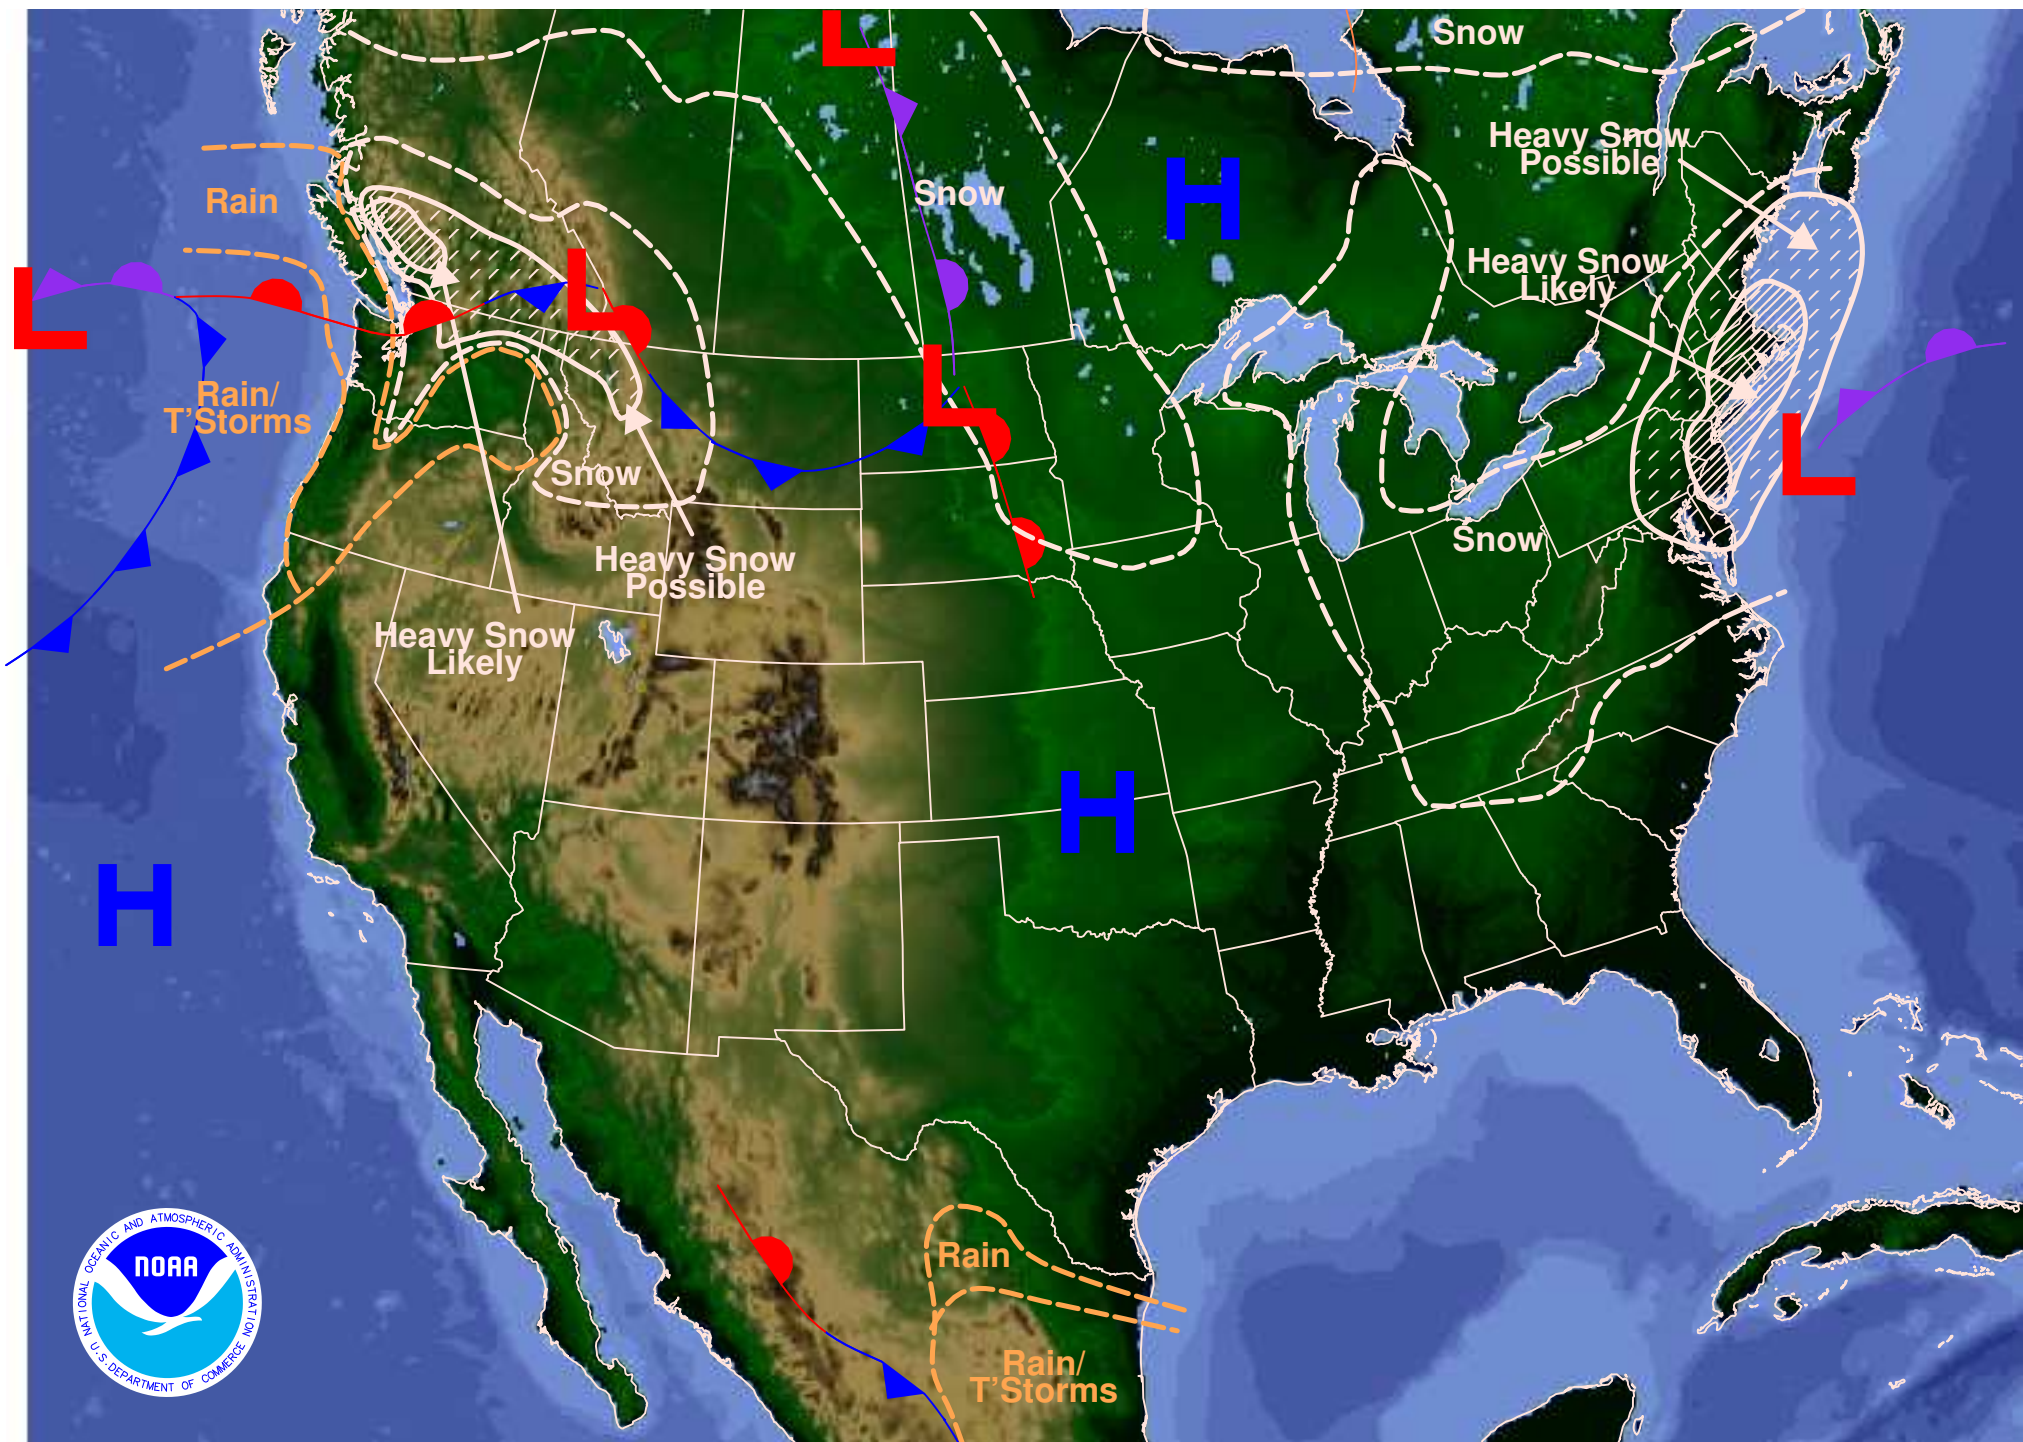 L
Snow
Heavy Snow
Possible
H
Rain
Snow
Heavy Snow
Likely
L
L
L
Rain/
T'Storms
L
Snow
Snow
Heavy Snow
Possible
Heavy Snow
Likely
H
H
Rain
Rain/
T'Storms
NATIONAL OCEANIC AND ATMOSPHERIC ADMINISTRATION
NOAA
U.S. DEPARTMENT OF COMMERCE